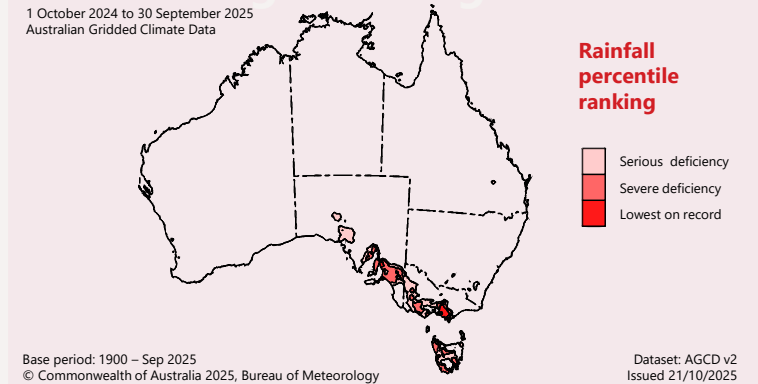 1 October 2024 to 30 September 2025
Australian Gridded Climate Data
Rainfall
percentile
ranking
Serious deficiency
Severe deficiency
Lowest on record
Base period: 1900 – Sep 2025
© Commonwealth of Australia 2025, Bureau of Meteorology
Dataset: AGCD v2
Issued 21/10/2025